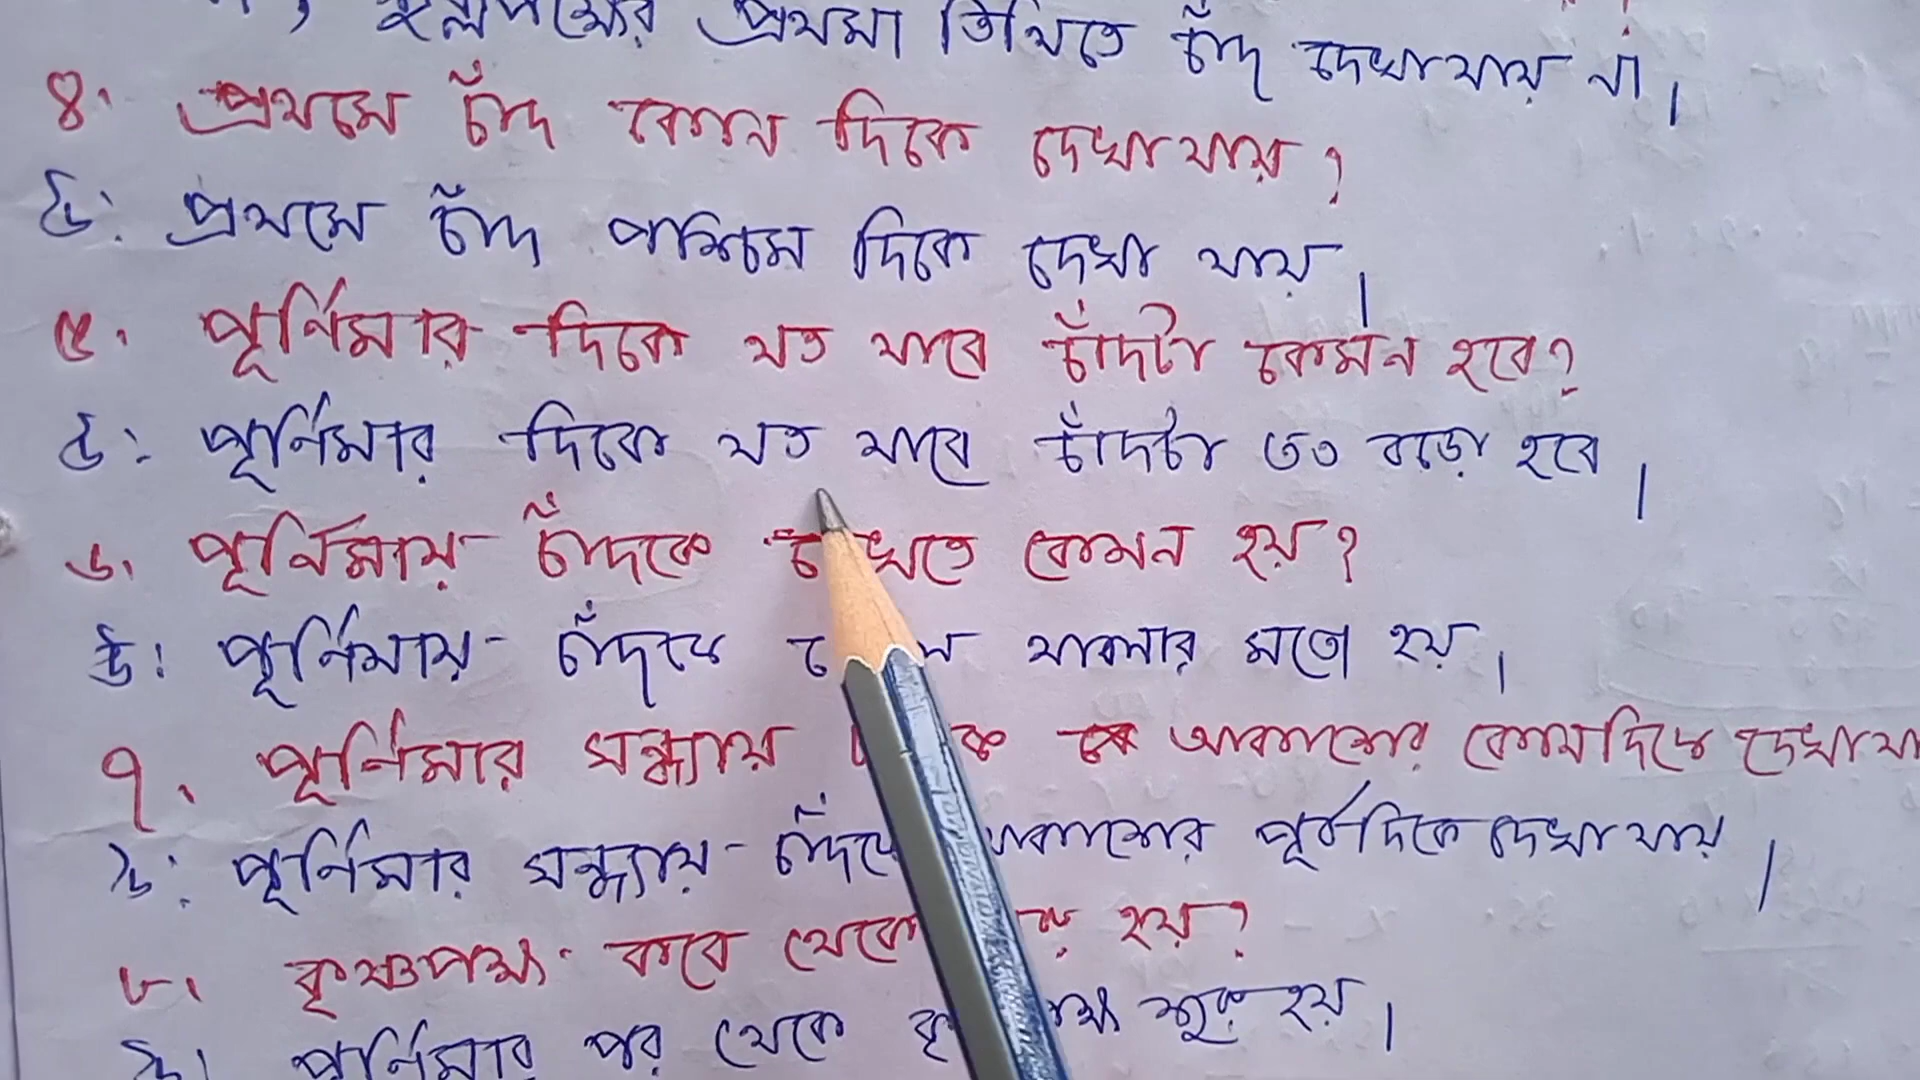 শুক্লপক্ষের প্রথমা তিথিতে চাঁদ দেখা যায় না।
৪. প্রথমে চাঁদ কোন দিকে দেখা যায়?
উঃ প্রথমে চাঁদ পশ্চিমে দিকে দেখা যায়।
৫. পূর্ণিমার দিকে যত যাবে চাঁদটা কেমন হবে?
উঃ পূর্ণিমার দিকে যত যাবে চাঁদটা তত বড়ো হবে।
৬. পূর্ণিমায় চাঁদকে দেখতে কেমন হয়?
উঃ পূর্ণিমায় চাঁদকে থালার মতো হয়।
৭. পূর্ণিমার সন্ধ্যায় আকাশের কোনদিকে দেখা যা
উঃ পূর্ণিমার সন্ধ্যায় চাঁদকে আকাশের পূর্বদিকে দেখা যায়।
৮. কৃষ্ণপক্ষ কবে থেকে হয়?
উঃ পূর্ণিমার পর থেকে শুরু হয়।